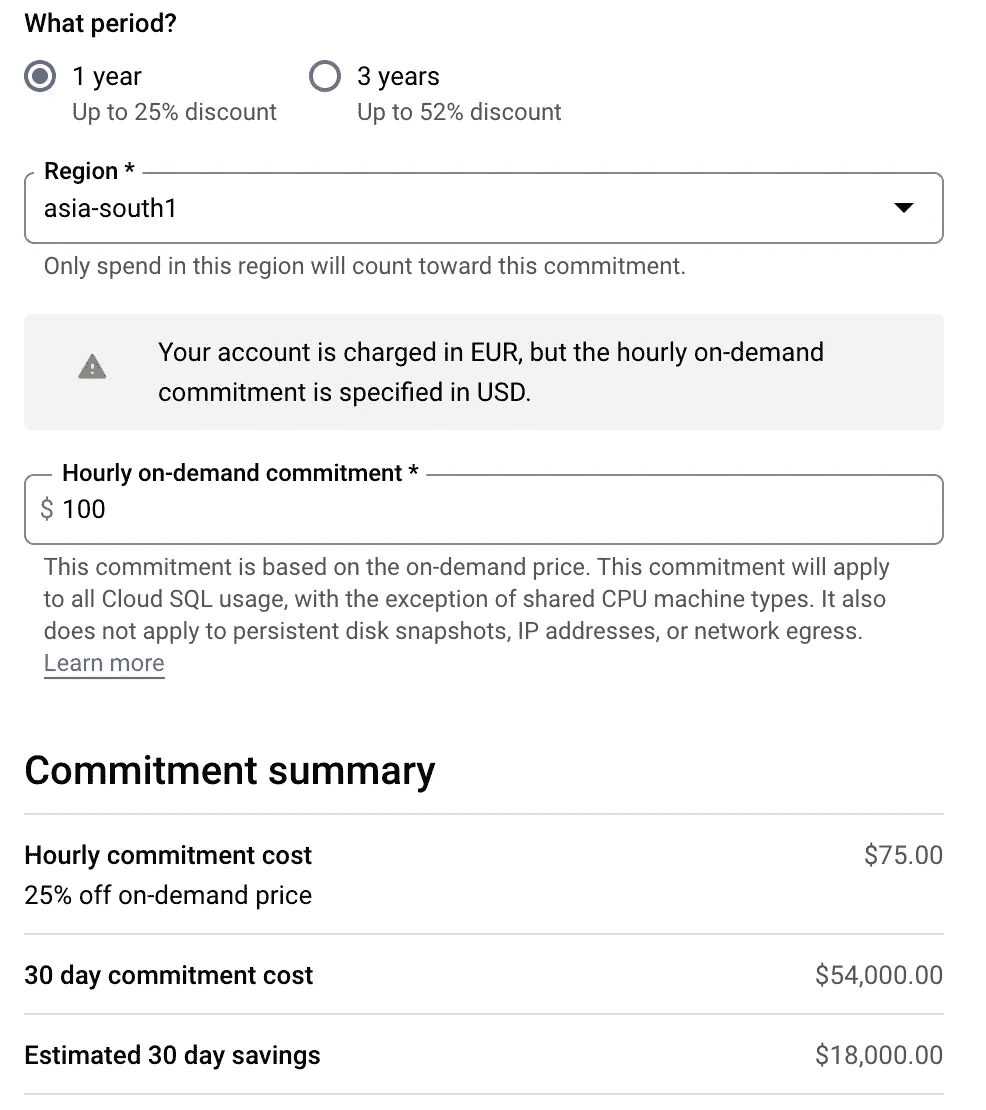 What period?
1 year
3 years
Up to 25% discount
Up to 52% discount
Region *
asia-south1
Only spend in this region will count toward this commitment.
Your account is charged in EUR, but the hourly on-demand
commitment is specified in USD.
Hourly on-demand commitment *
$ 100
This commitment is based on the on-demand price. This commitment will apply
to all Cloud SQL usage, with the exception of shared CPU machine types. It also
does not apply to persistent disk snapshots, IP addresses, or network egress.
Learn more
Commitment summary
Hourly commitment cost $75.00
25% off on-demand price
30 day commitment cost $54,000.00
Estimated 30 day savings $18,000.00